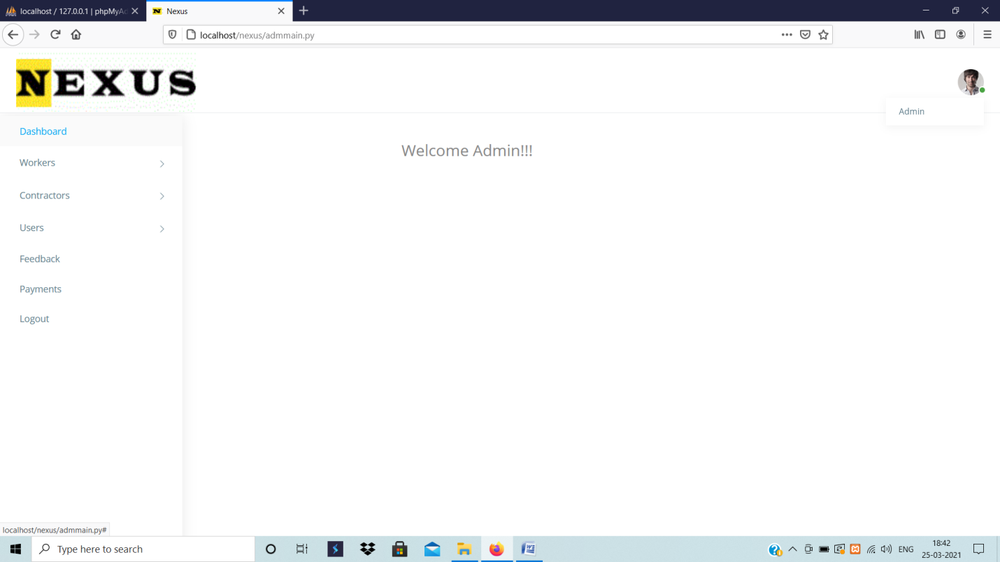 localhost / 127.0.0.1 | phpMyAd
Nexus
localhost/nexus/admmain.py
NEXUS
Admin
Dashboard
Welcome Admin!!!
Workers
Contractors
Users
Feedback
Payments
Logout
localhost/nexus/admmain.py#
Type here to search
ENG
18:42
25-03-2021